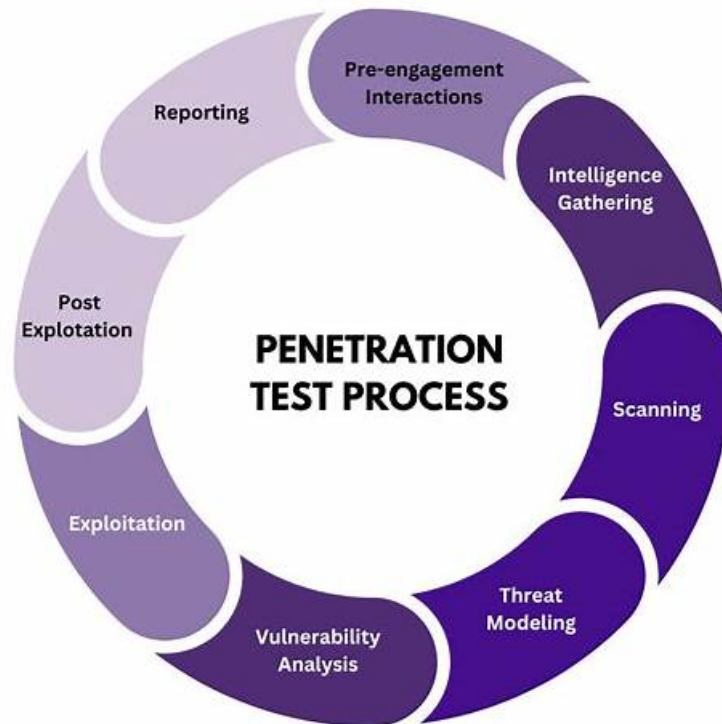 PENETRATION
TEST PROCESS
Pre-engagement
Interactions
Intelligence
Gathering
Scanning
Threat
Modeling
Vulnerability
Analysis
Exploitation
Post
Explotation
Reporting